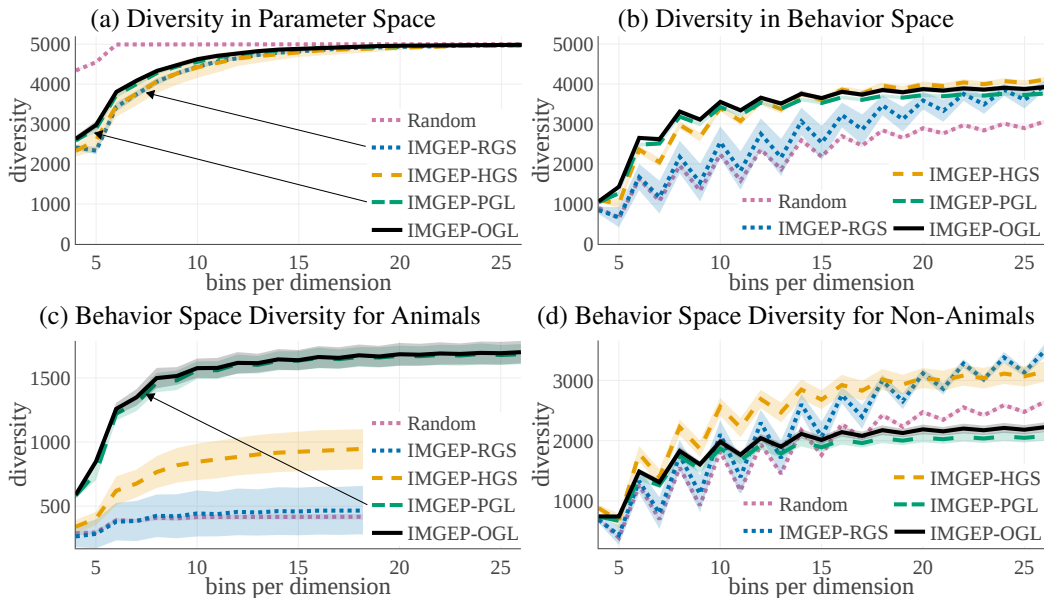 (a) Diversity in Parameter Space
5000
4000
3000
2000
1000
0
diversity
5
10
15
20
25
bins per dimension
Random
IMGEP-RGS
IMGEP-HGS
IMGEP-PGL
IMGEP-OGL
(b) Diversity in Behavior Space
5000
4000
3000
2000
1000
0
diversity
5
10
15
20
25
bins per dimension
Random
IMGEP-RGS
IMGEP-HGS
IMGEP-PGL
IMGEP-OGL
(c) Behavior Space Diversity for Animals
1500
1000
500
diversity
5
10
15
20
25
bins per dimension
Random
IMGEP-RGS
IMGEP-HGS
IMGEP-PGL
IMGEP-OGL
(d) Behavior Space Diversity for Non-Animals
3000
2000
1000
diversity
5
10
15
20
25
bins per dimension
Random
IMGEP-RGS
IMGEP-HGS
IMGEP-PGL
IMGEP-OGL